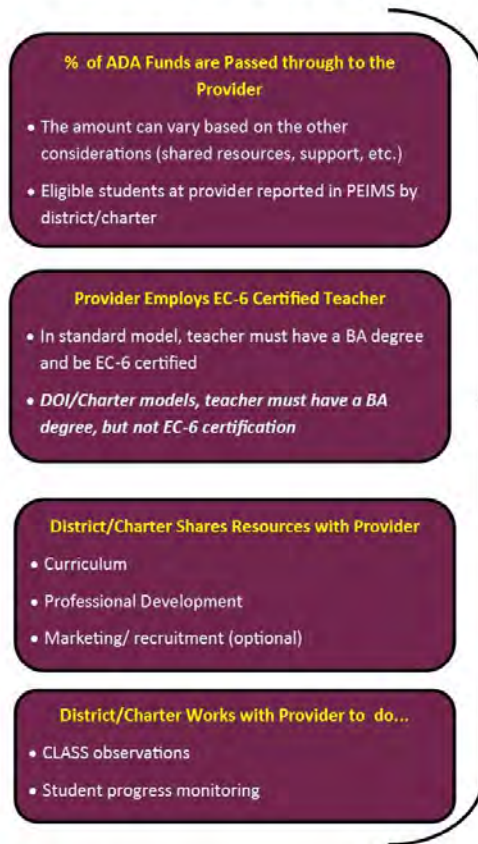 % of ADA Funds are Passed through to the
Provider
• The amount can vary based on the other
considerations (shared resources, support, etc.)
• Eligible students at provider reported in PEIMS by
district/charter
Provider Employs EC-6 Certified Teacher
• In standard model, teacher must have a BA degree
and be EC-6 certified
• DOI/Charter models, teacher must have a BA
degree, but not EC-6 certification
District/Charter Shares Resources with Provider
• Curriculum
• Professional Development
• Marketing/ recruitment (optional)
District/Charter Works with Provider to do...
• CLASS observations
• Student progress monitoring